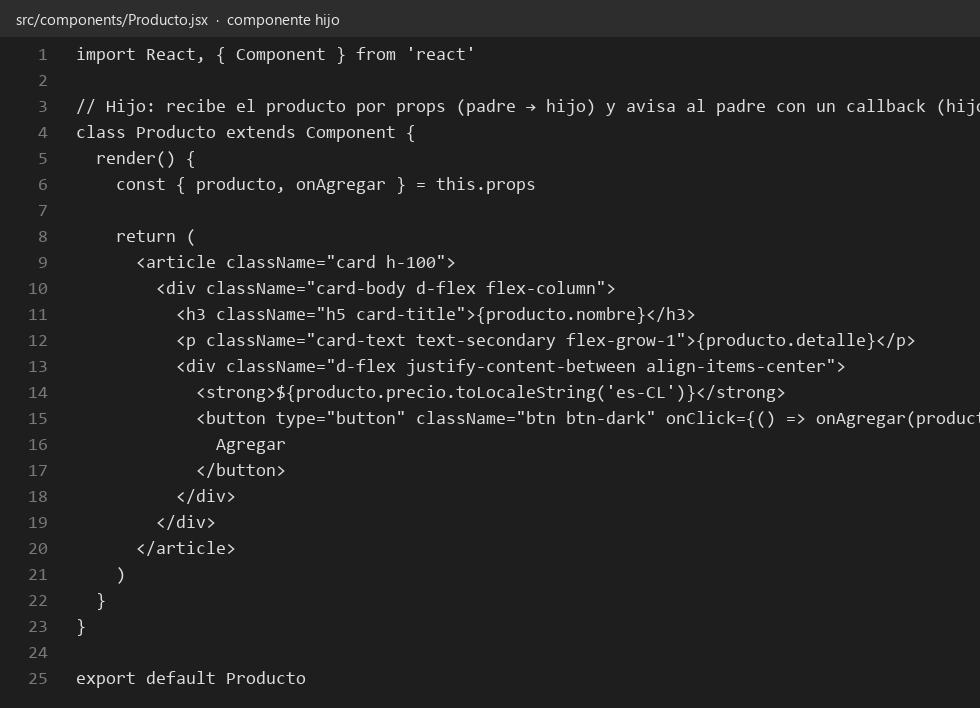 src/components/Producto.jsx · componente hijo
1 import React, { Component } from 'react'
2
3 // Hijo: recibe el producto por props (padre → hijo) y avisa al padre con un callback (hijo
4 class Producto extends Component {
5   render() {
6     const { producto, onAgregar } = this.props
7
8     return (
9       <article className="card h-100">
10         <div className="card-body d-flex flex-column">
11           <h3 className="h5 card-title">{producto.nombre}</h3>
12           <p className="card-text text-secondary flex-grow-1">{producto.detalle}</p>
13           <div className="d-flex justify-content-between align-items-center">
14             <strong>${producto.precio.toLocaleString('es-CL')}</strong>
15             <button type="button" className="btn btn-dark" onClick={() => onAgregar(product
16               Agregar
17             </button>
18           </div>
19         </div>
20       </article>
21     )
22   }
23 }
24
25 export default Producto